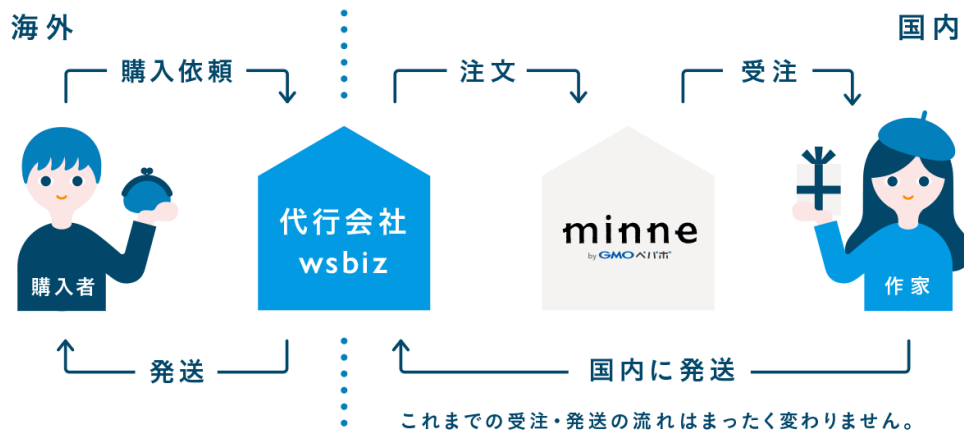 海外
国内
購入依頼
注文
受注
代行会社
wsbiz
minne
by GMOペパボ
購入者
作家
発送
国内に発送
これまでの受注・発送の流れはまったく変わりません。